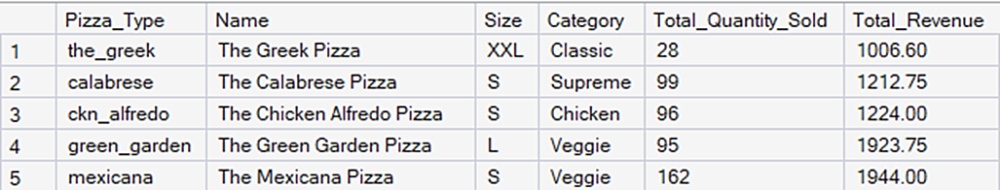 Pizza_Type Name Size Category Total_Quantity_Sold Total_Revenue
1 the_greek The Greek Pizza XXL Classic 28 1006.60
2 calabrese The Calabrese Pizza S Supreme 99 1212.75
3 ckn_alfredo The Chicken Alfredo Pizza S Chicken 96 1224.00
4 green_garden The Green Garden Pizza L Veggie 95 1923.75
5 mexicana The Mexicana Pizza S Veggie 162 1944.00